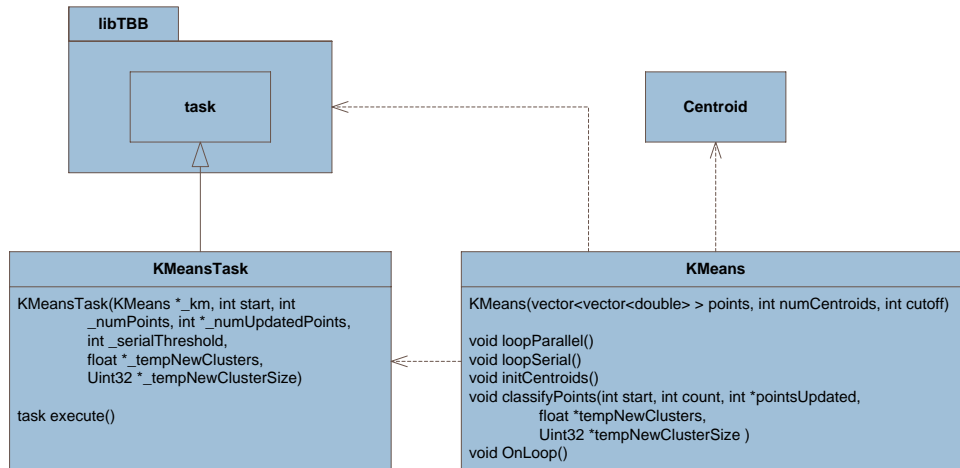 libTBB
task
Centroid
KMeansTask
KMeansTask(KMeans *_km, int start, int
_numPoints, int *_numUpdatedPoints,
int _serialThreshold,
float *_tempNewClusters,
Uint32 *_tempNewClusterSize)
task execute()
KMeans
KMeans(vector<vector<double> > points, int numCentroids, int cutoff)
void loopParallel()
void loopSerial()
void initCentroids()
void classifyPoints(int start, int count, int *pointsUpdated,
float *tempNewClusters,
Uint32 *tempNewClusterSize )
void OnLoop()